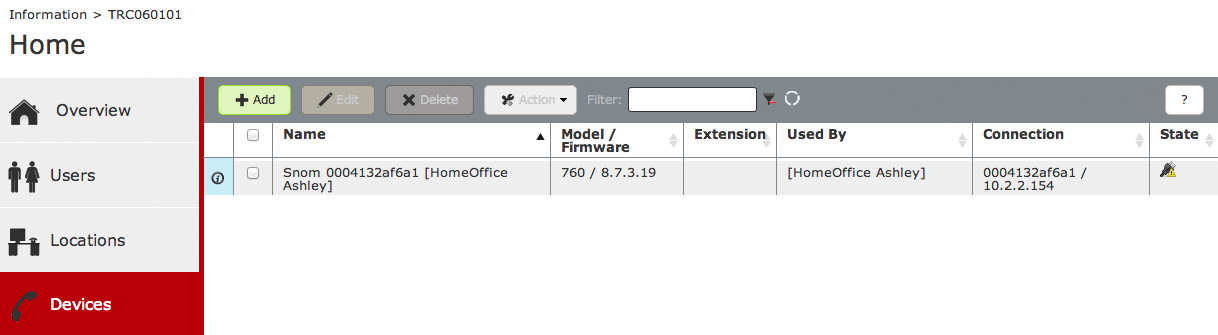 Information > TRC060101
Home
Overview
Users
Locations
Devices
Add Edit Delete Action Filter: ?
Name Model / Firmware Extension Used By Connection State
Snom 0004132af6a1 [HomeOffice Ashley] 760 / 8.7.3.19 [HomeOffice Ashley] 0004132af6a1 / 10.2.2.154